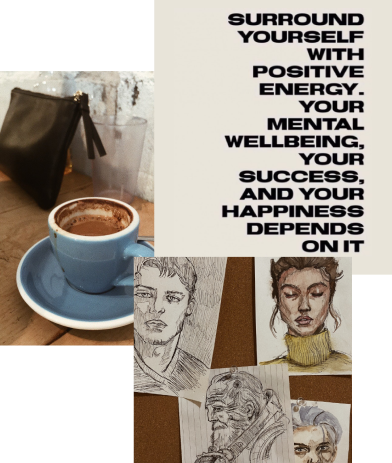 SURROUND
YOURSELF
WITH
POSITIVE
ENERGY.
YOUR
MENTAL
WELLBEING,
YOUR
SUCCESS,
AND YOUR
HAPPINESS
DEPENDS
ON IT